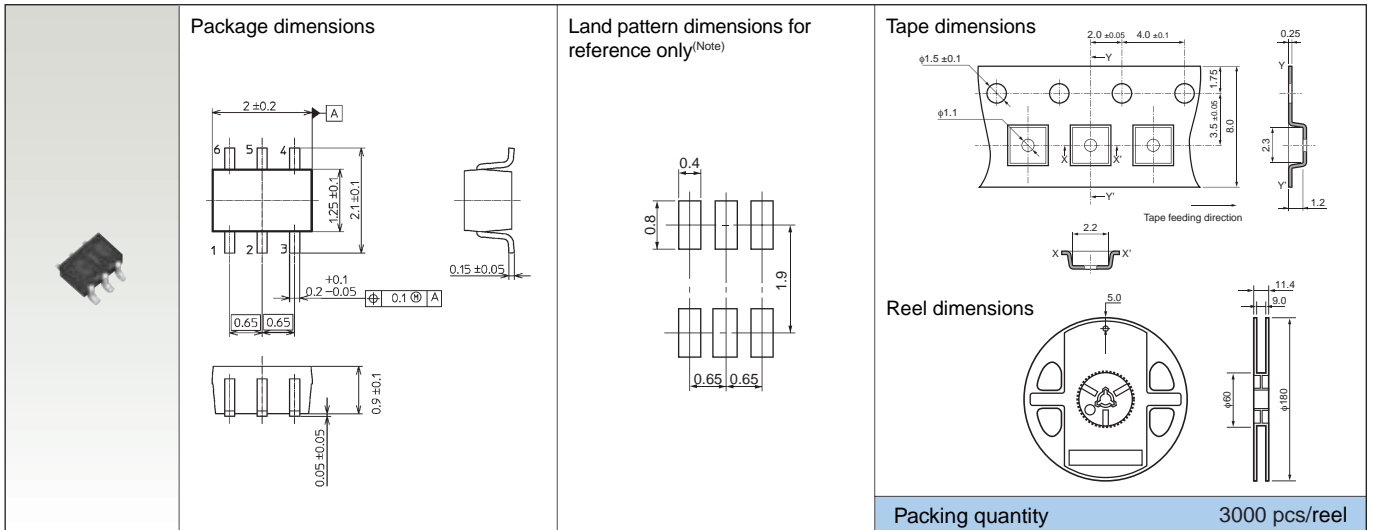 Package dimensions
2 ±0.2
A
6 5 4
1.25 ±0.1
2.1±0.1
1 2 3
0.15 ±0.05
+0.1
0.2 −0.05
0.1 Ⓜ A
0.65 0.65
0.9 ±0.1
0.05 ±0.05
Land pattern dimensions for
reference only(Note)
0.4
0.8
1.9
0.65 0.65
Tape dimensions
2.0 ±0.05 4.0 ±0.1
0.25
φ1.5 ±0.1
Y
Y
1.75
φ1.1
3.5 ±0.05
8.0
2.3
X X'
Y'
Y'
1.2
Tape feeding direction
2.2
X X'
Reel dimensions
5.0
11.4
9.0
φ60
φ180
Packing quantity 3000 pcs/reel